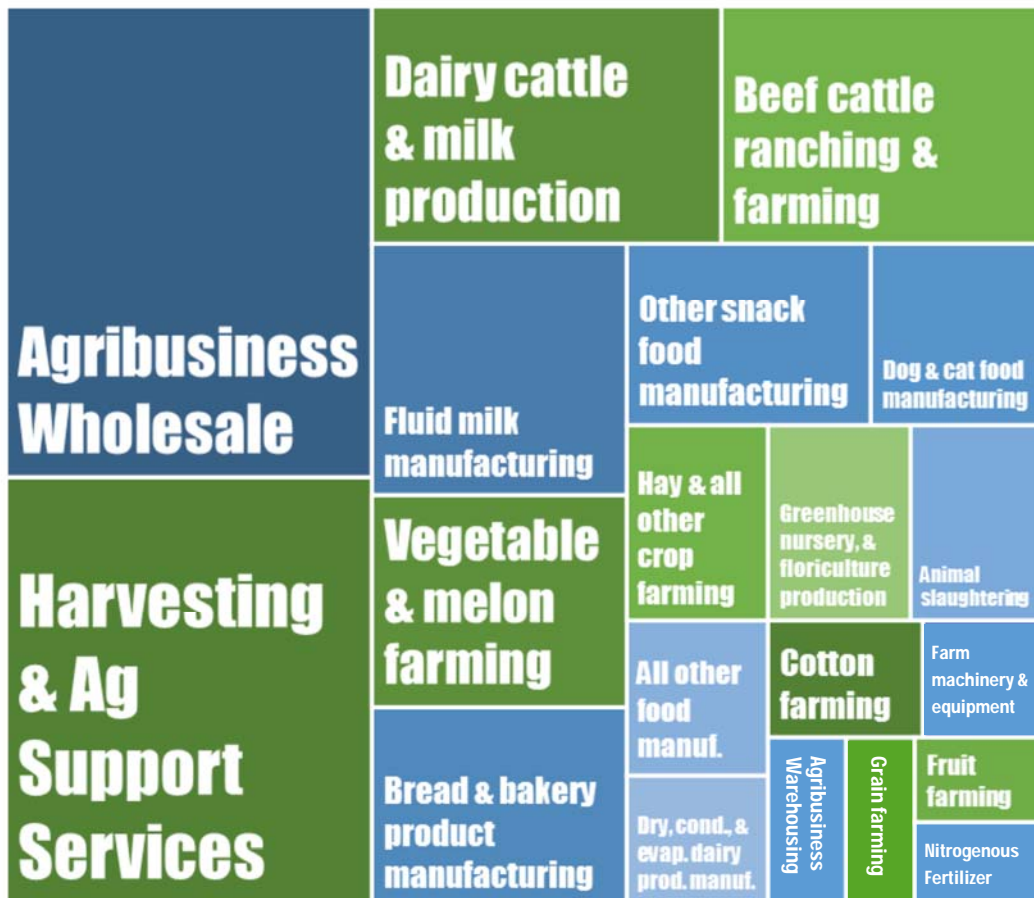 Agribusiness
Wholesale
Harvesting
& Ag
Support
Services
Dairy cattle
& milk
production
Beef cattle
ranching &
farming
Fluid milk
manufacturing
Other snack
food
manufacturing
Dog & cat food
manufacturing
Vegetable
& melon
farming
Hay & all
other
crop
farming
Greenhouse
nursery, &
floriculture
production
Animal
slaughtering
Bread & bakery
product
manufacturing
All other
food
manuf.
Cotton
farming
Farm
machinery &
equipment
Dry, cond., &
evap. dairy
prod. manuf.
Agribusiness
Warehousing
Grain farming
Fruit
farming
Nitrogenous
Fertilizer